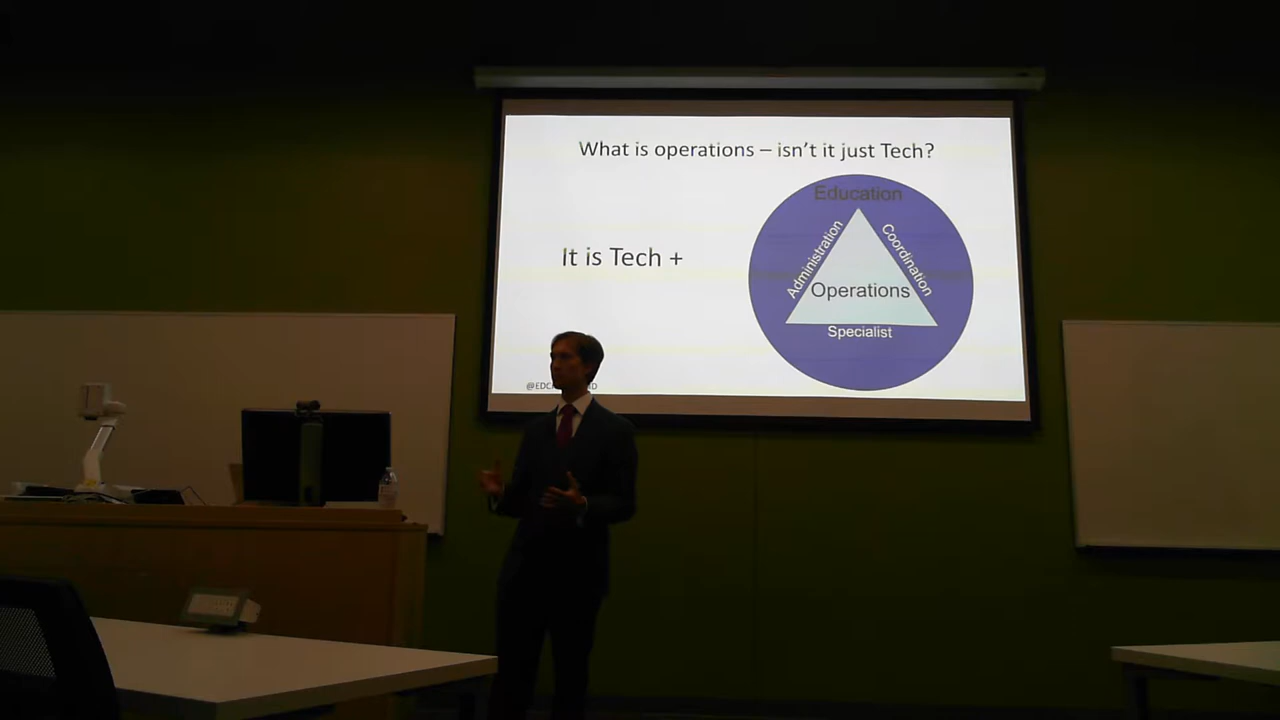 What is operations – isn't it just Tech?
Education
Administration
Coordination
It is Tech +
Operations
Specialist